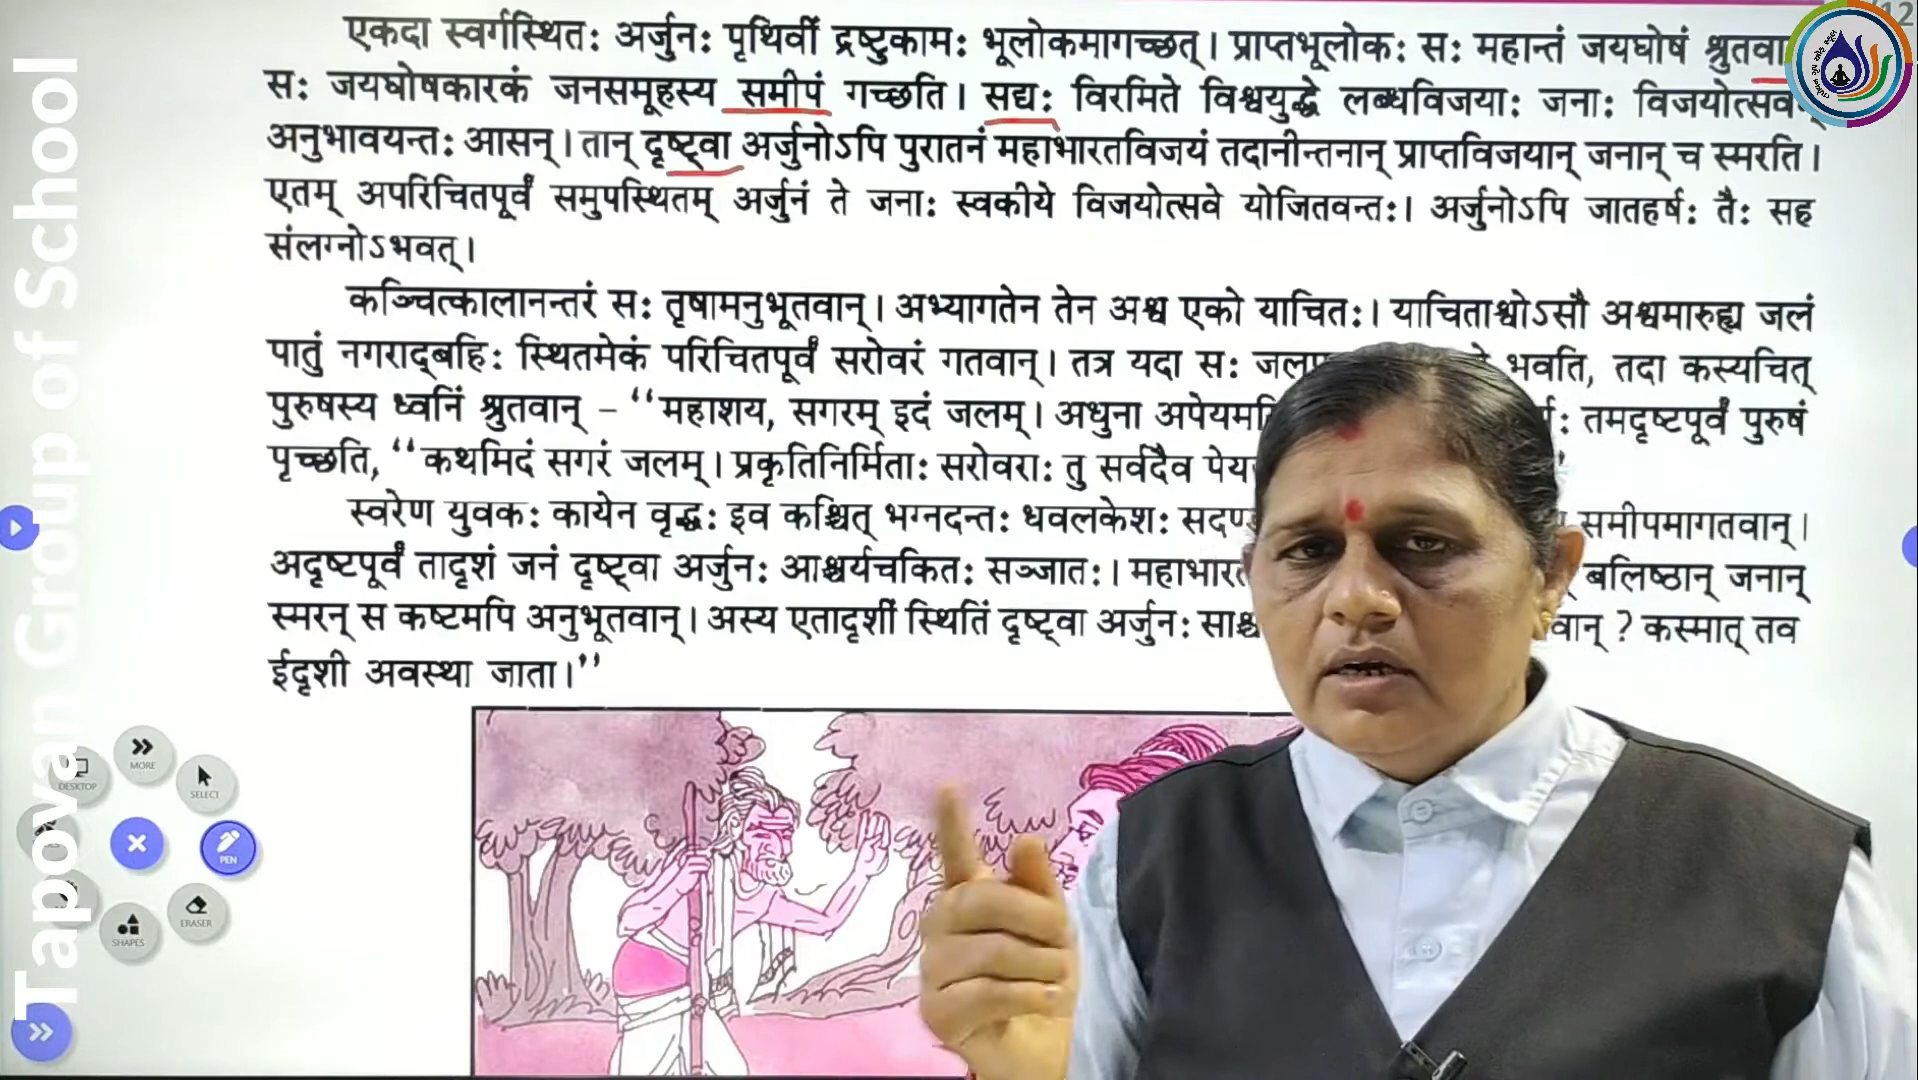 एकदा स्वर्गस्थितः अर्जुनः पृथिवीं द्रष्टुकामः भूलोकमागच्छत्। प्राप्तभूलोकः सः महान्तं जयघोषं
सः जयघोषकारकं जनसमूहस्य समीपं गच्छति। सद्यः विरमिते विश्वयुद्धे लब्धविजयाः जनाः
अनुभावयन्तः आसन्। तान् दृष्ट्वा अर्जुनोऽपि पुरातनं महाभारतविजयं तदानीन्तनान् प्राप्तविजयान् जनान् च स्मरति।
एतम् अपरिचितपूर्वं समुपस्थितम् अर्जुनं ते जनाः स्वकीये विजयोत्सवे योजितवन्तः। अर्जुनोऽपि जातहर्षः तैः सह
संलग्नोऽभवत्।
कञ्चित्कालानन्तरं सः तृषामनुभूतवान्। अभ्यागतेन तेन अश्व एको याचितः। याचिताश्वोऽसौ अश्वमारुह्य जलं
पातुं नगराद्बहिः स्थितमेकं परिचितपूर्वं सरोवरं गतवान्। तत्र यदा सः भवति, तदा कस्यचित्
पुरुषस्य ध्वनिं श्रुतवान् – “महाशय, सगरम् इदं जलम्। अधुना तमदृष्टपूर्वं पुरुषं
पृच्छति, “कथमिदं सगरं जलम्। प्रकृतिनिर्मिताः सरोवराः तु सर्वदैव
स्वरेण युवकः कायेन वृद्धः इव कश्चित् भग्नदन्तः धवलकेशः समीपमागतवान्।
अदृष्टपूर्वं तादृशं जनं दृष्ट्वा अर्जुनः आश्चर्यचकितः सञ्जातः। बलिष्ठान् जनान्
स्मरन् स कष्टमपि अनुभूतवान्। अस्य एतादृशीं स्थितिं दृष्ट्वा अर्जुनः ? कस्मात् तव
ईदृशी अवस्था जाता।”
Tapovan Group of School
MORE
SELECT
DESKTOP
PEN
ERASER
SHAPES